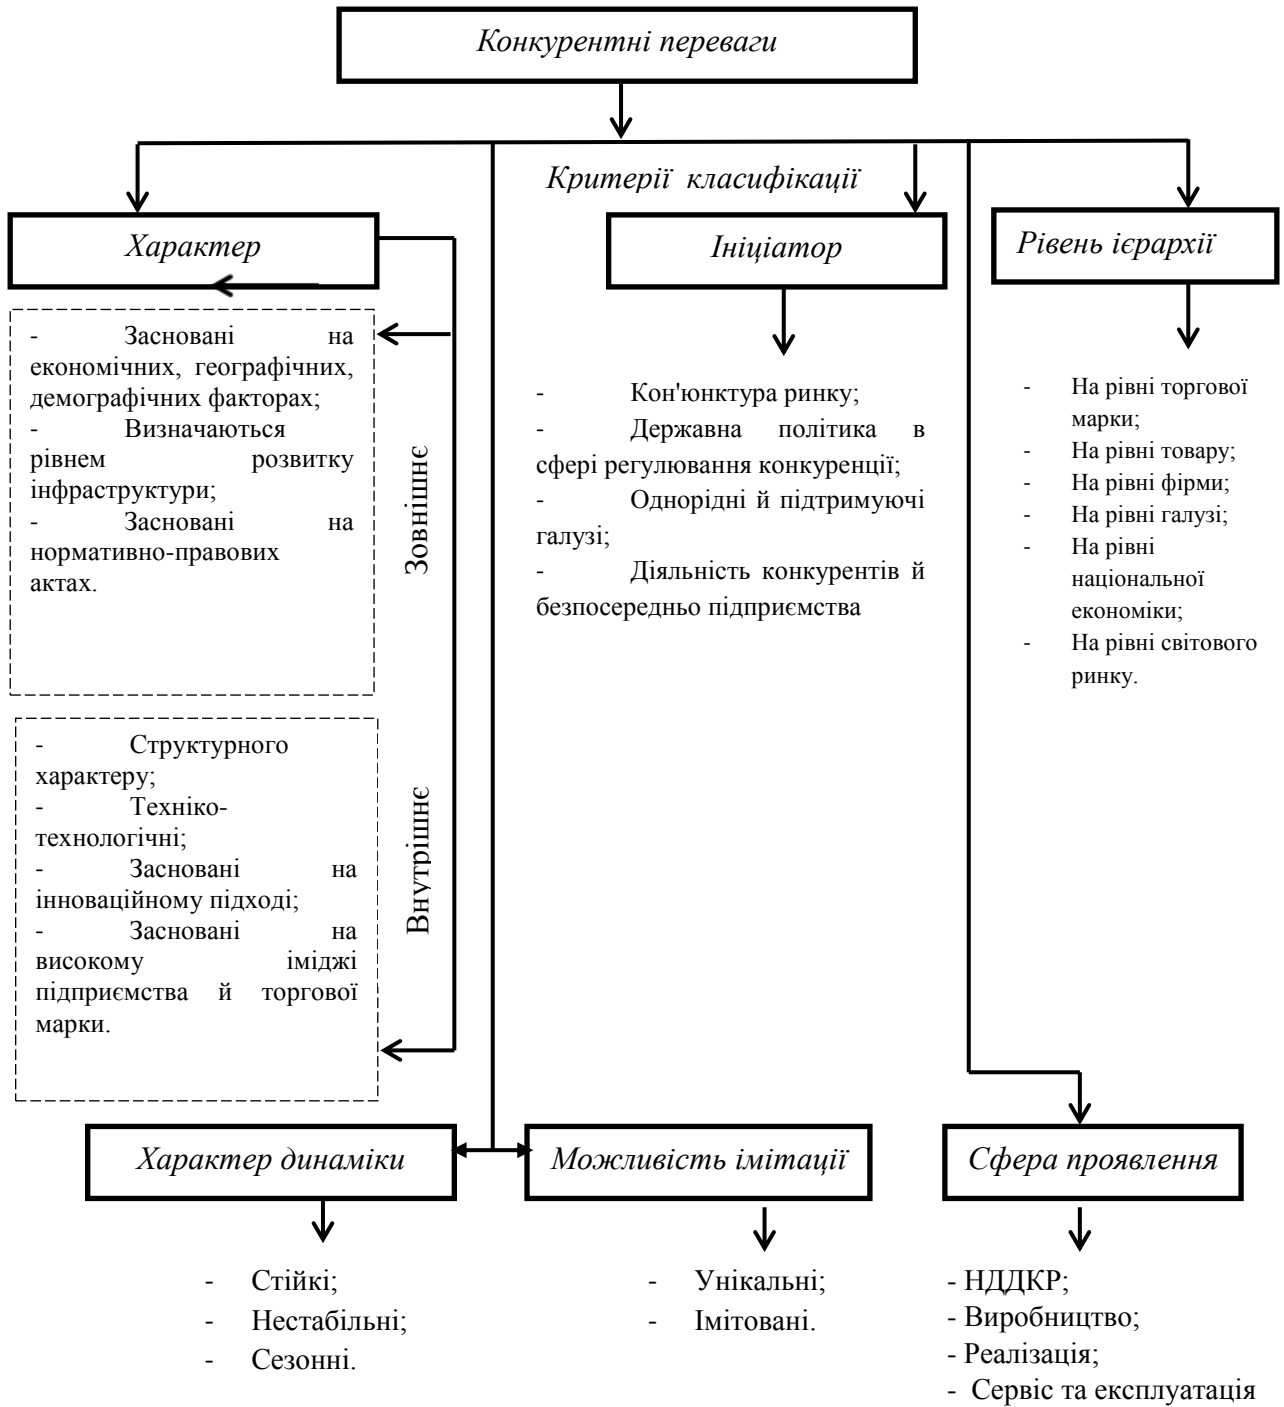 Конкурентні переваги
Критерії класифікації
Характер
Ініціатор
Рівень ієрархії
- Засновані на
економічних, географічних,
демографічних факторах;
- Визначаються
рівнем розвитку
інфраструктури;
- Засновані на
нормативно-правових
актах.
Зовнішнє
- Структурного
характеру;
- Техніко-
технологічні;
- Засновані на
інноваційному підході;
- Засновані на
високому іміджі
підприємства й торгової
марки.
Внутрішнє
- Кон'юнктура ринку;
- Державна політика в
сфері регулювання конкуренції;
- Однорідні й підтримуючі
галузі;
- Діяльність конкурентів й
безпосередньо підприємства
- На рівні торгової
марки;
- На рівні товару;
- На рівні фірми;
- На рівні галузі;
- На рівні
національної
економіки;
- На рівні світового
ринку.
Характер динаміки
- Стійкі;
- Нестабільні;
- Сезонні.
Можливість імітації
- Унікальні;
- Імітовані.
Сфера проявлення
- НДДКР;
- Виробництво;
- Реалізація;
- Сервіс та експлуатація